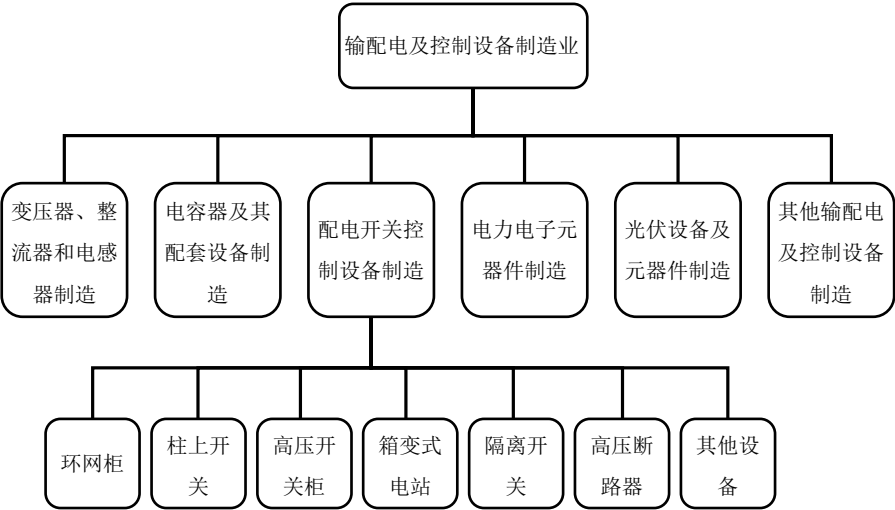 输配电及控制设备制造业
变压器、整
流器和电感
器制造
电容器及其
配套设备制
造
配电开关控
制设备制造
电力电子元
器件制造
光伏设备及
元器件制造
其他输配电
及控制设备
制造
环网柜
柱上开
关
高压开
关柜
箱变式
电站
隔离开
关
高压断
路器
其他设
备